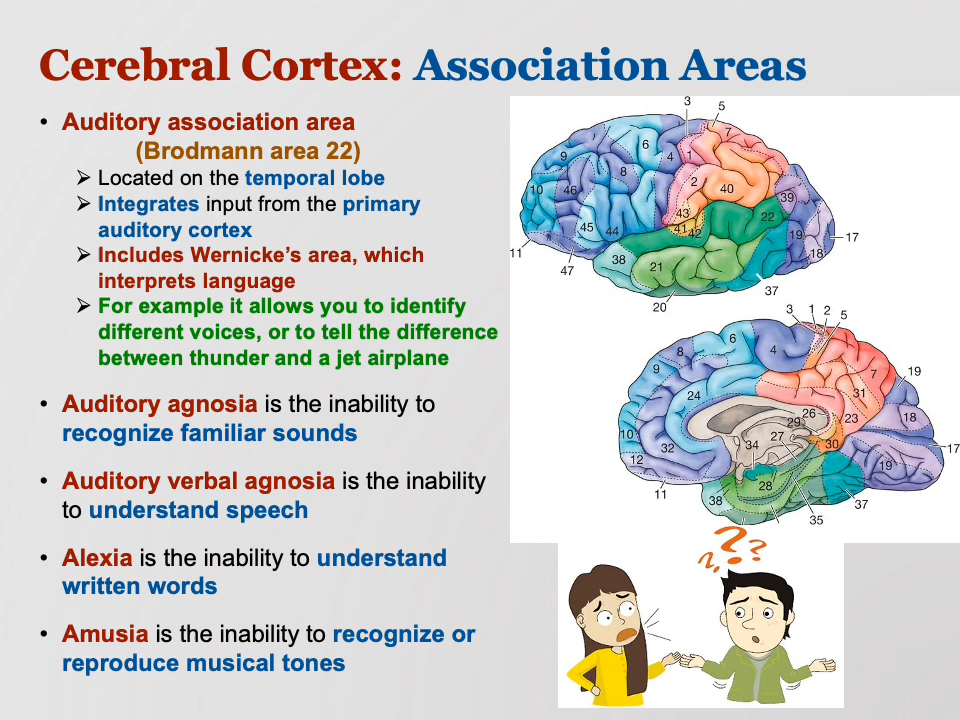 Cerebral Cortex: Association Areas
• Auditory association area
(Brodmann area 22)
➢ Located on the temporal lobe
➢ Integrates input from the primary
auditory cortex
➢ Includes Wernicke's area, which
interprets language
➢ For example it allows you to identify
different voices, or to tell the difference
between thunder and a jet airplane
• Auditory agnosia is the inability to
recognize familiar sounds
• Auditory verbal agnosia is the inability
to understand speech
• Alexia is the inability to understand
written words
• Amusia is the inability to recognize or
reproduce musical tones
3 5
7
6
9 4 1
8
2
10 46 40
39
43
22
45 44 41 42 19 17
11 38 18
47 21
37
20
3 1 2 5
6
8 4
9 7 19
24 31
26 23 18
29
10 27
32 34 30 17
12 19
28
11 38 37
35
? ? ?,